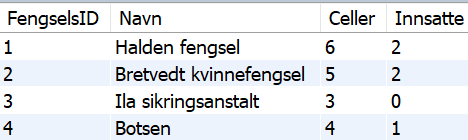 FengselsID Navn Celler Innsatte
1 Halden fengsel 6 2
2 Bretvedt kvinnefengsel 5 2
3 Ila sikringsanstalt 3 0
4 Botsen 4 1